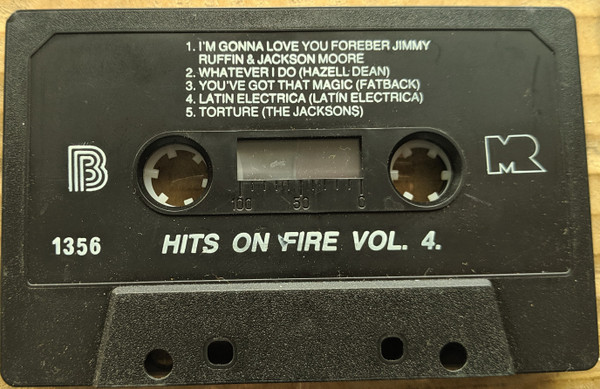 1. I'M GONNA LOVE YOU FOREBER JIMMY
RUFFIN & JACKSON MOORE
2. WHATEVER I DO (HAZELL DEAN)
3. YOU'VE GOT THAT MAGIC (FATBACK)
4. LATIN ELECTRICA (LATÍN ELECTRICA)
5. TORTURE (THE JACKSONS)
B
MR
100 50 0
1356 HITS ON FIRE VOL. 4.